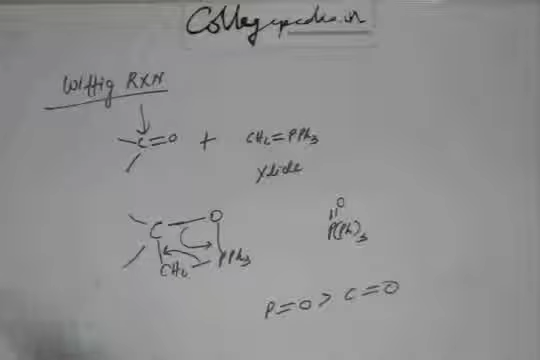 Collegepedia.in
Wittig RXN
C=O + CH2=PPh3
Ylide
C O
CH2 PPh3
O
P(Ph)3
P=O > C=O